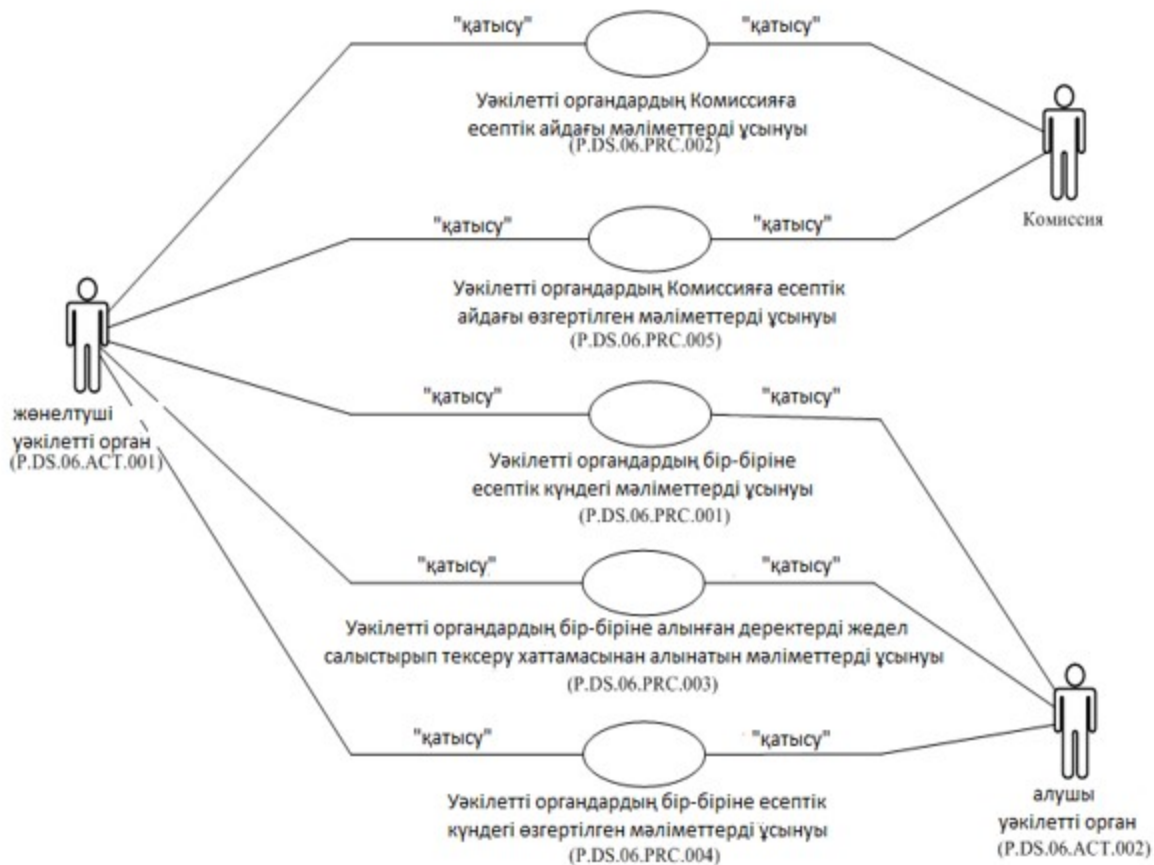 "қатысу" "қатысу"
Уәкілетті органдардың Комиссияға
есептік айдағы мәліметтерді ұсынуы
(P.DS.06.PRC.002)
Комиссия
"қатысу" "қатысу"
Уәкілетті органдардың Комиссияға есептік
айдағы өзгертілген мәліметтерді ұсынуы
(P.DS.06.PRC.005)
жөнелтуші
уәкілетті орган
(P.DS.06.ACT.001)
"қатысу" "қатысу"
Уәкілетті органдардың бір-біріне
есептік күндегі мәліметтерді ұсынуы
(P.DS.06.PRC.001)
"қатысу" "қатысу"
Уәкілетті органдардың бір-біріне алынған деректерді жедел
салыстырып тексеру хаттамасынан алынатын мәліметтерді ұсынуы
(P.DS.06.PRC.003)
"қатысу" "қатысу"
Уәкілетті органдардың бір-біріне есептік
күндегі өзгертілген мәліметтерді ұсынуы
(P.DS.06.PRC.004)
алушы
уәкілетті орган
(P.DS.06.ACT.002)